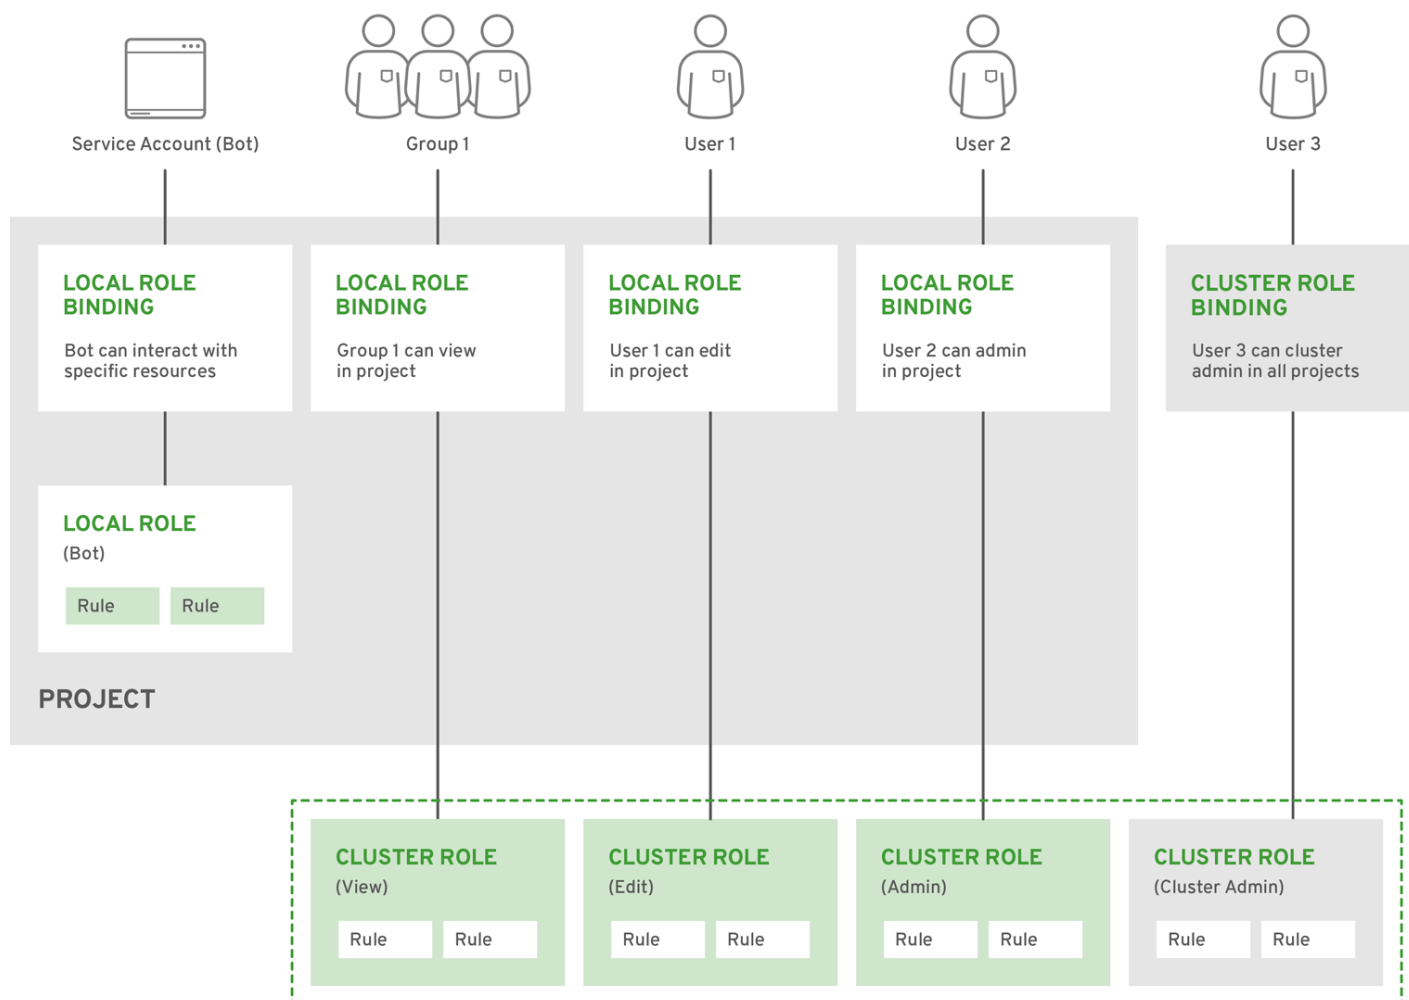 Service Account (Bot)
Group 1
User 1
User 2
User 3
LOCAL ROLE
BINDING
Bot can interact with
specific resources
LOCAL ROLE
BINDING
Group 1 can view
in project
LOCAL ROLE
BINDING
User 1 can edit
in project
LOCAL ROLE
BINDING
User 2 can admin
in project
CLUSTER ROLE
BINDING
User 3 can cluster
admin in all projects
LOCAL ROLE
(Bot)
Rule
Rule
PROJECT
CLUSTER ROLE
(View)
Rule
Rule
CLUSTER ROLE
(Edit)
Rule
Rule
CLUSTER ROLE
(Admin)
Rule
Rule
CLUSTER ROLE
(Cluster Admin)
Rule
Rule